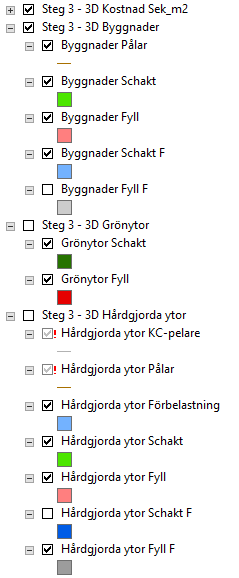 Steg 3 - 3D Kostnad Sek_m2
Steg 3 - 3D Byggnader
Byggnader Pålar
Byggnader Schakt
Byggnader Fyll
Byggnader Schakt F
Byggnader Fyll F
Steg 3 - 3D Grönytor
Grönytor Schakt
Grönytor Fyll
Steg 3 - 3D Hårdgjorda ytor
Hårdgjorda ytor KC-pelare
Hårdgjorda ytor Pålar
Hårdgjorda ytor Förbelastning
Hårdgjorda ytor Schakt
Hårdgjorda ytor Fyll
Hårdgjorda ytor Schakt F
Hårdgjorda ytor Fyll F